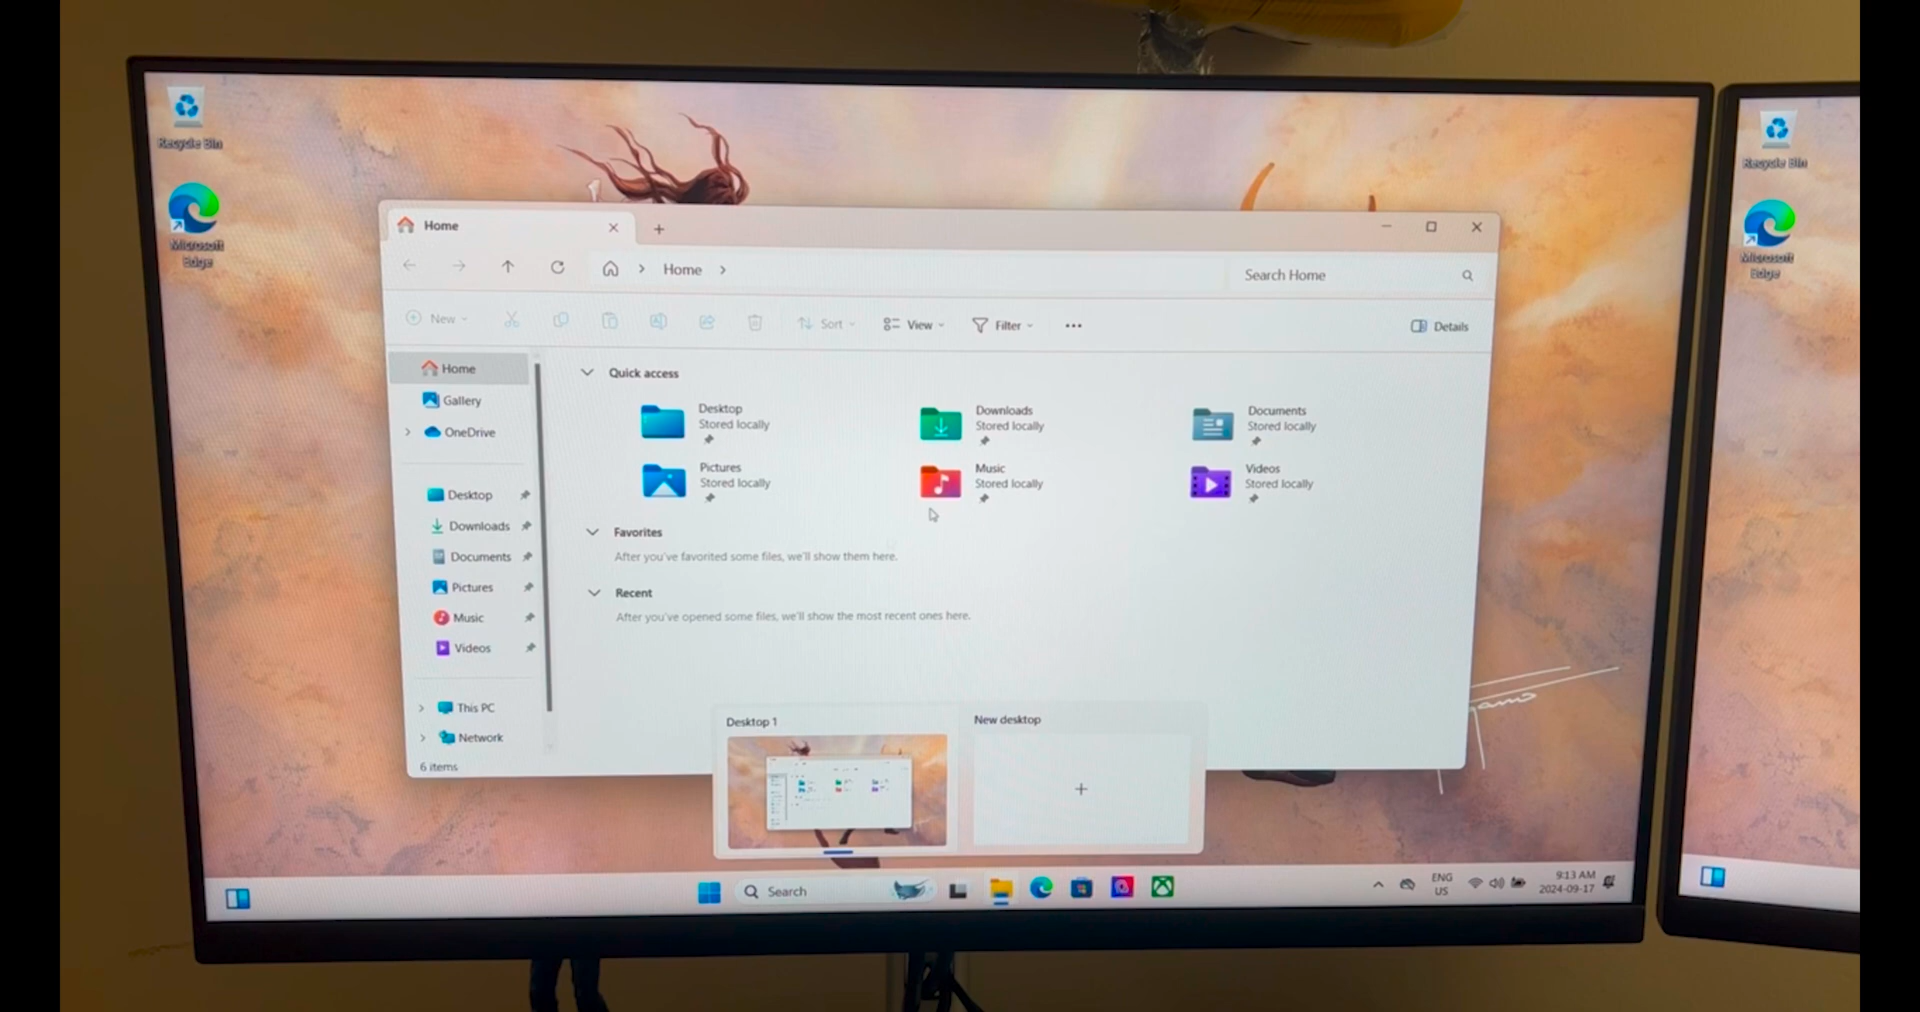 Recycle Bin
Microsoft
Edge
Home
Home
Search Home
New
Sort
View
Filter
Details
Home
Gallery
OneDrive
Desktop
Downloads
Documents
Pictures
Music
Videos
This PC
Network
6 items
Quick access
Desktop
Stored locally
Downloads
Stored locally
Documents
Stored locally
Pictures
Stored locally
Music
Stored locally
Videos
Stored locally
Favorites
After you've favorited some files, we'll show them here.
Recent
After you've opened some files, we'll show the most recent ones here.
Desktop 1
New desktop
Search
ENG
US
9:13 AM
2024-09-17
Recycle Bin
Microsoft
Edge